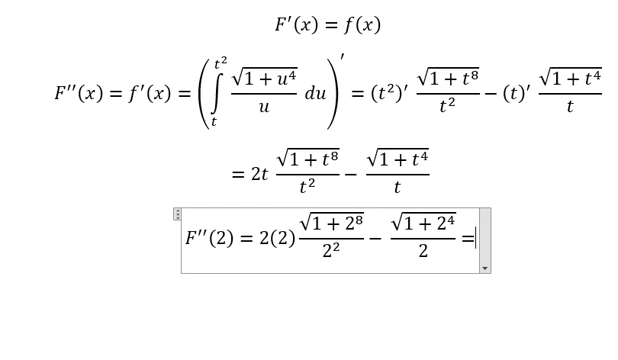 F′(x) = f(x)
F′′(x) = f′(x) = (∫_t^{t²} √(1 + u⁴)/u du)′ = (t²)′ √(1 + t⁸)/t² − (t)′ √(1 + t⁴)/t
= 2t √(1 + t⁸)/t² − √(1 + t⁴)/t
F′′(2) = 2(2) √(1 + 2⁸)/2² − √(1 + 2⁴)/2 =